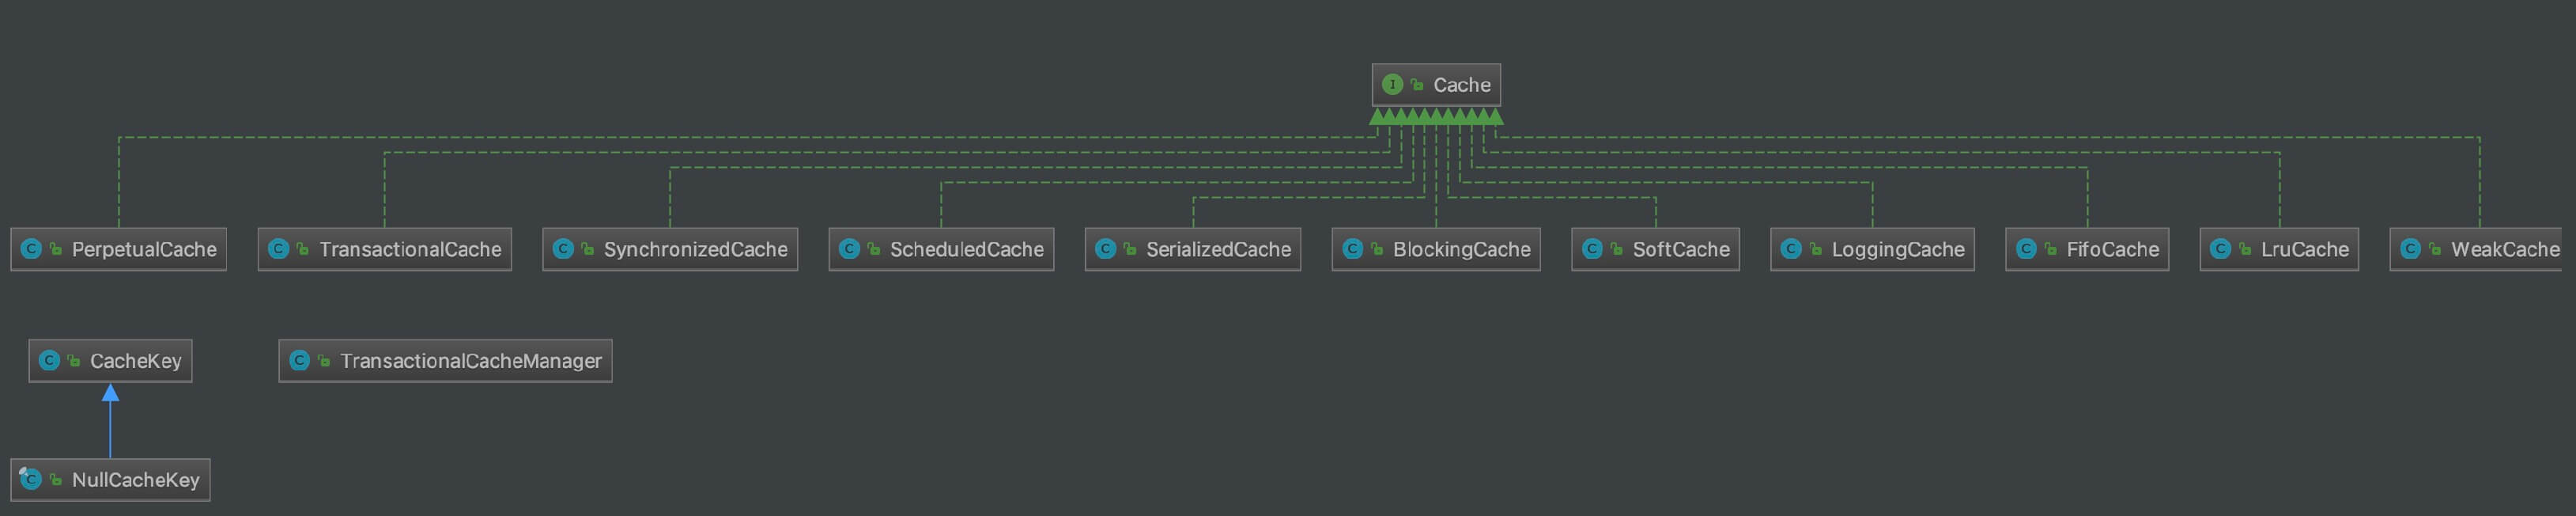 I Cache
C PerpetualCache
C TransactionalCache
C SynchronizedCache
C ScheduledCache
C SerializedCache
C BlockingCache
C SoftCache
C LoggingCache
C FifoCache
C LruCache
C WeakCache
C CacheKey
C TransactionalCacheManager
C NullCacheKey